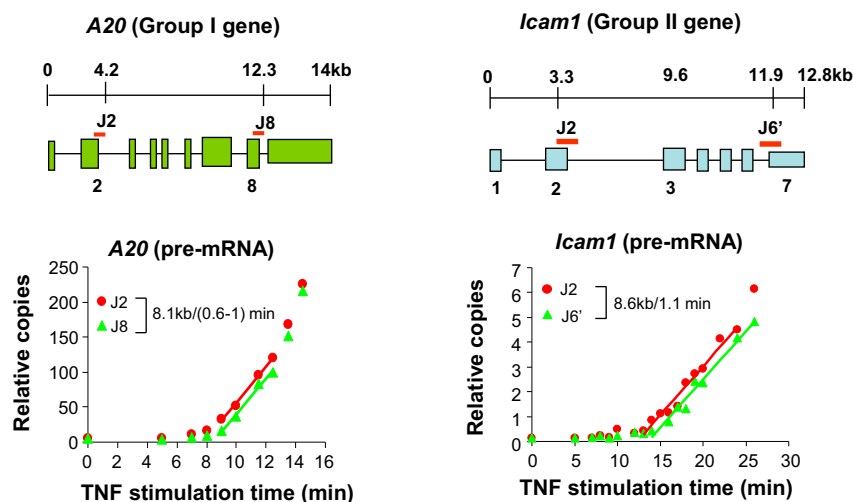 A20 (Group I gene)
0 4.2 12.3 14kb
J2 J8
2 8
A20 (pre-mRNA)
Relative copies
250
200
150
100
50
0
J2
J8
8.1kb/(0.6-1) min
0 2 4 6 8 10 12 14 16
TNF stimulation time (min)
Icam1 (Group II gene)
0 3.3 9.6 11.9 12.8kb
J2 J6’
1 2 3 7
Icam1 (pre-mRNA)
Relative copies
7
6
5
4
3
2
1
0
J2
J6’
8.6kb/1.1 min
0 5 10 15 20 25 30
TNF stimulation time (min)